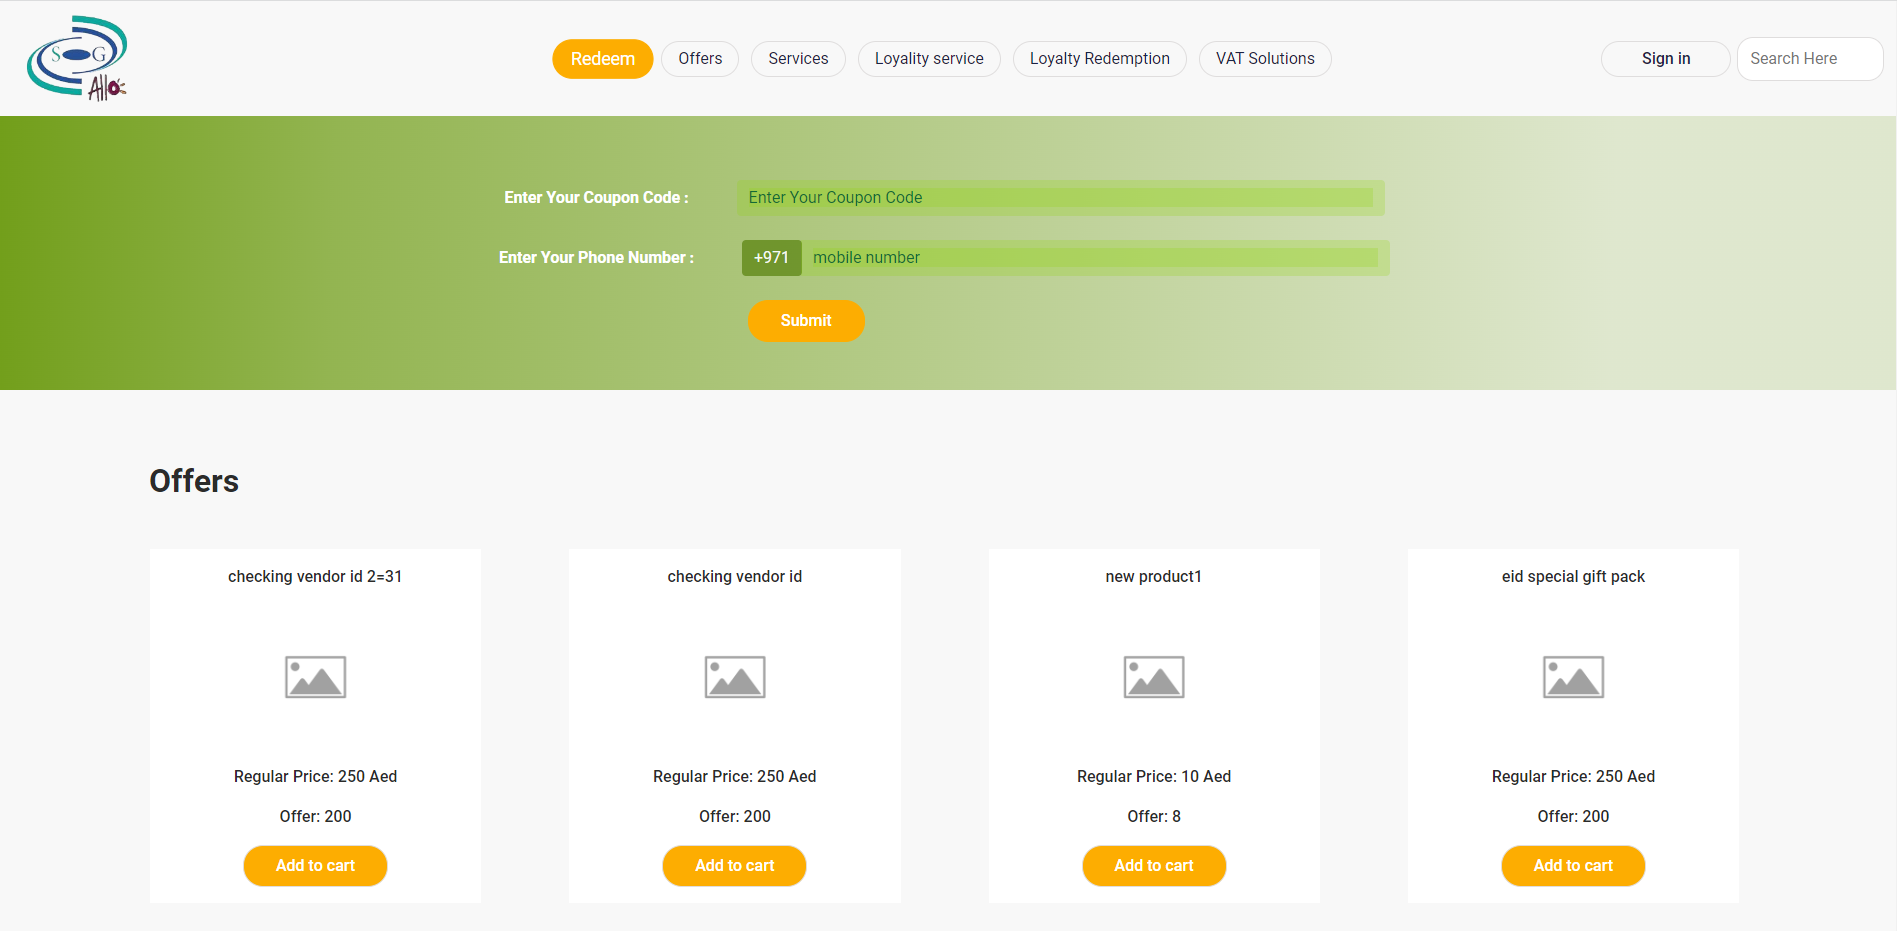 S G
Allo
Redeem
Offers
Services
Loyality service
Loyalty Redemption
VAT Solutions
Sign in
Search Here
Enter Your Coupon Code :
Enter Your Coupon Code
Enter Your Phone Number :
+971
mobile number
Submit
Offers
checking vendor id 2=31
Regular Price: 250 Aed
Offer: 200
Add to cart
checking vendor id
Regular Price: 250 Aed
Offer: 200
Add to cart
new product1
Regular Price: 10 Aed
Offer: 8
Add to cart
eid special gift pack
Regular Price: 250 Aed
Offer: 200
Add to cart